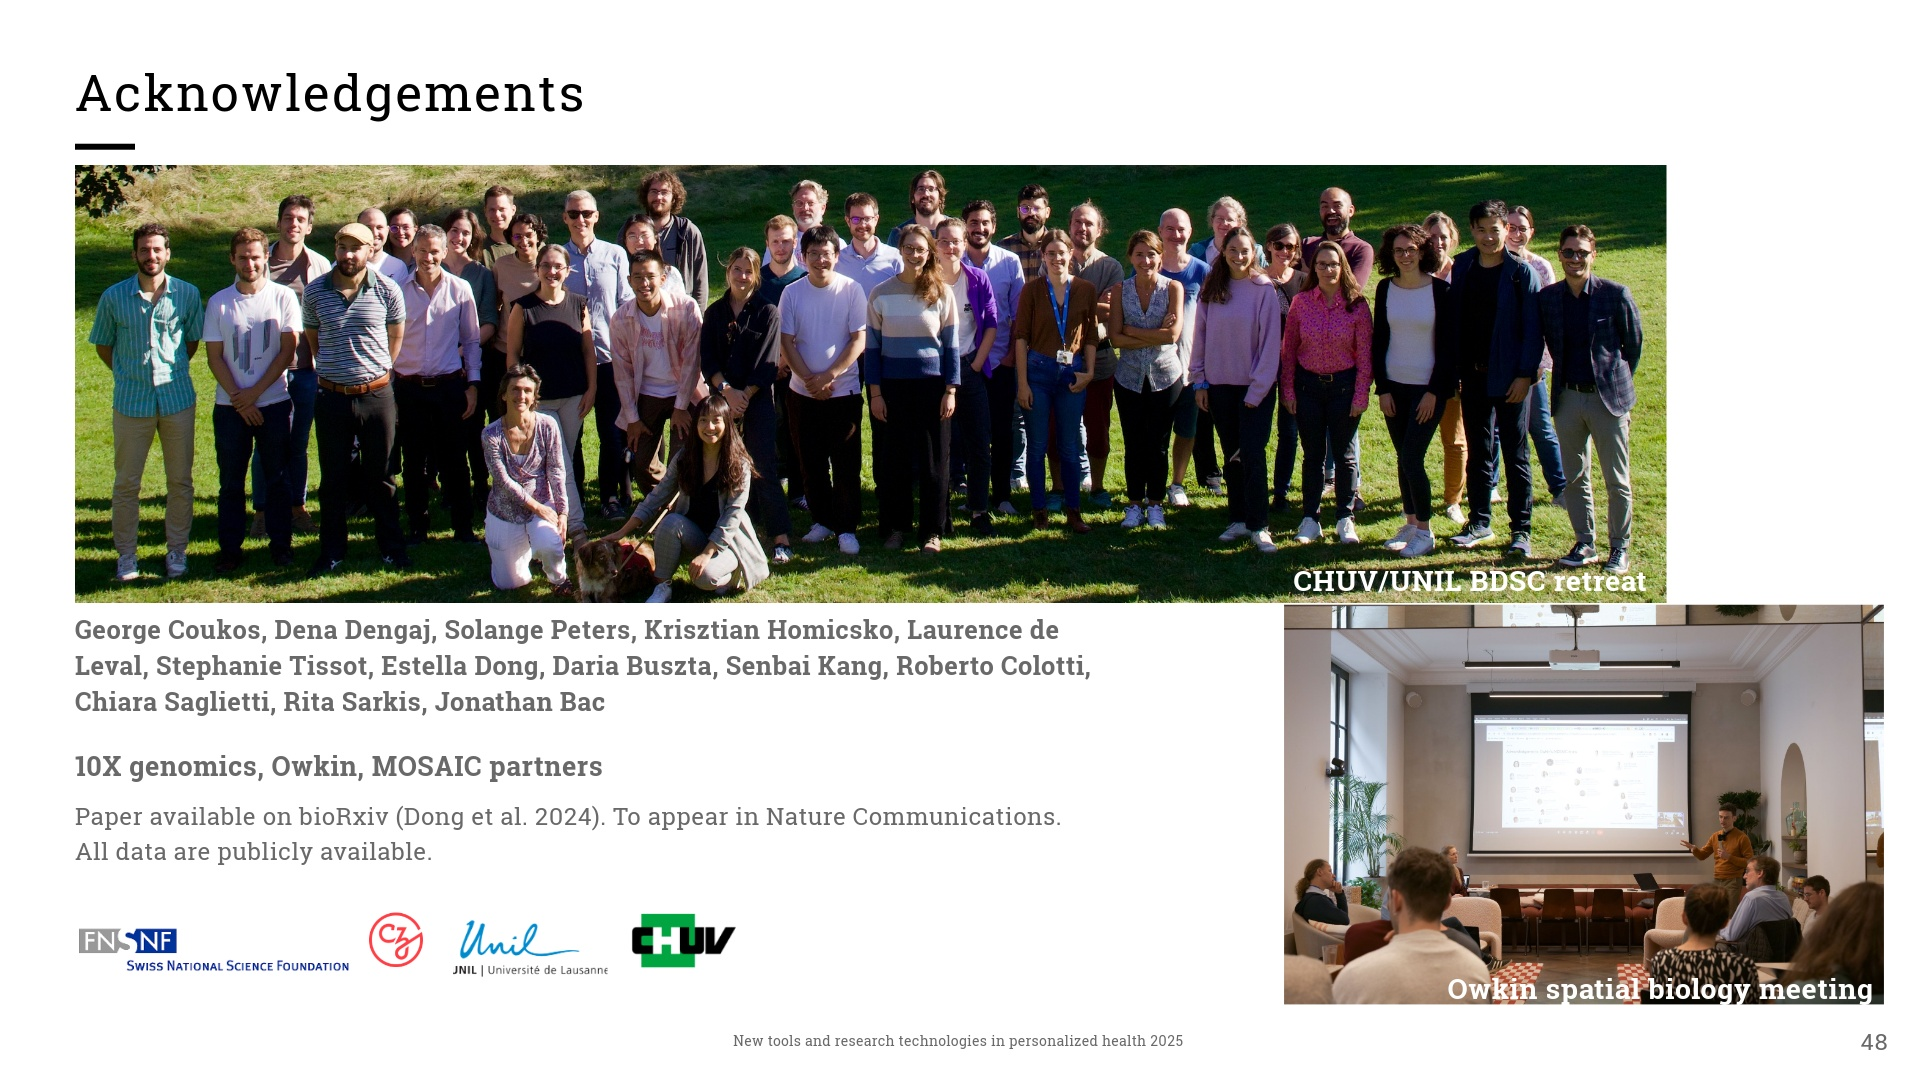 Acknowledgements
CHUV/UNIL BDSC retreat
George Coukos, Dena Dengaj, Solange Peters, Krisztian Homicsko, Laurence de
Leval, Stephanie Tissot, Estella Dong, Daria Buszta, Senbai Kang, Roberto Colotti,
Chiara Saglietti, Rita Sarkis, Jonathan Bac
10X genomics, Owkin, MOSAIC partners
Paper available on bioRxiv (Dong et al. 2024). To appear in Nature Communications.
All data are publicly available.
FNSNF
SWISS NATIONAL SCIENCE FOUNDATION
CZI
Unil
UNIL | Université de Lausanne
CHUV
Owkin spatial biology meeting
New tools and research technologies in personalized health 2025
48